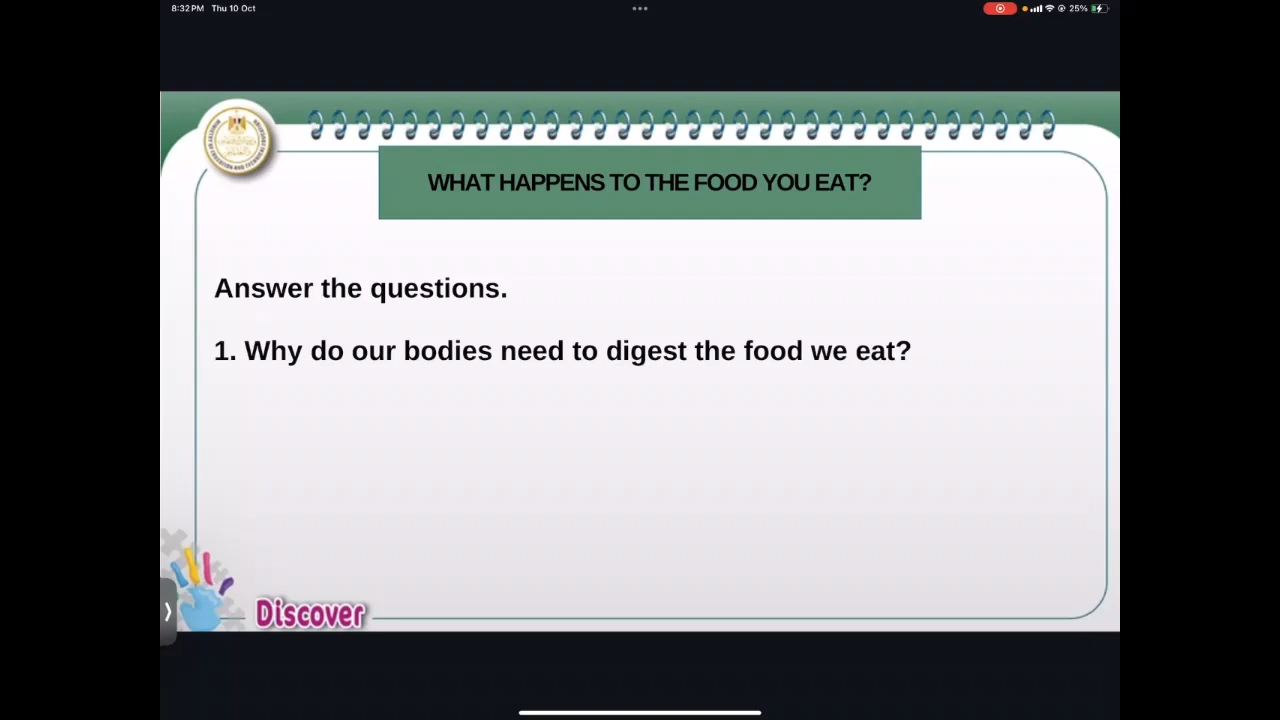 8:32 PM Thu 10 Oct
25%
WHAT HAPPENS TO THE FOOD YOU EAT?
Answer the questions.
1. Why do our bodies need to digest the food we eat?
Discover